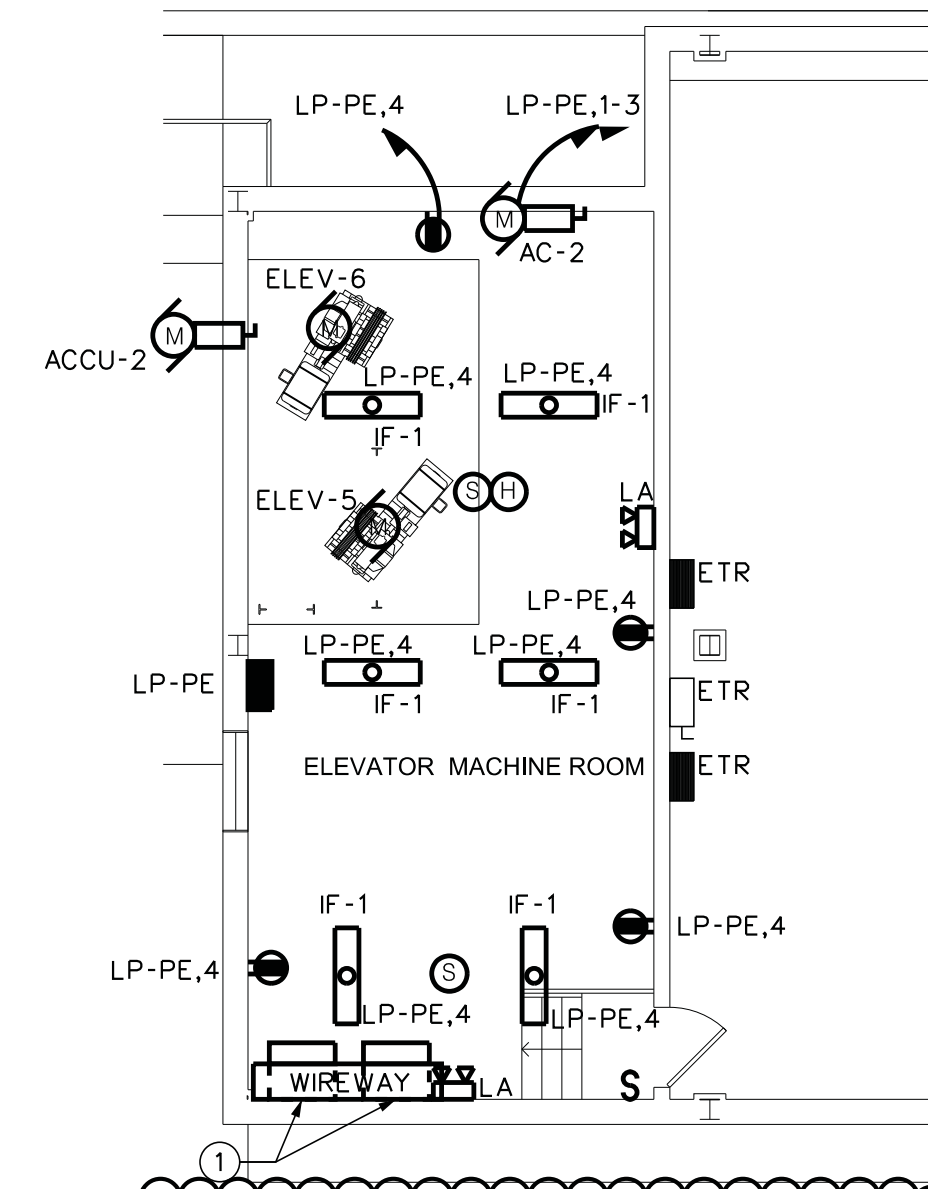 LP-PE,4
LP-PE,1-3
M
AC-2
ELEV-6
M
M
ACCU-2
LP-PE,4
LP-PE,4
IF-1
IF-1
ELEV-5
S
H
LA
M
ETR
LP-PE,4
LP-PE,4
LP-PE,4
LP-PE
ETR
IF-1
IF-1
ELEVATOR MACHINE ROOM
ETR
IF-1
IF-1
LP-PE,4
LP-PE,4
S
LP-PE,4
LP-PE,4
WIREWAY
LA
S
1